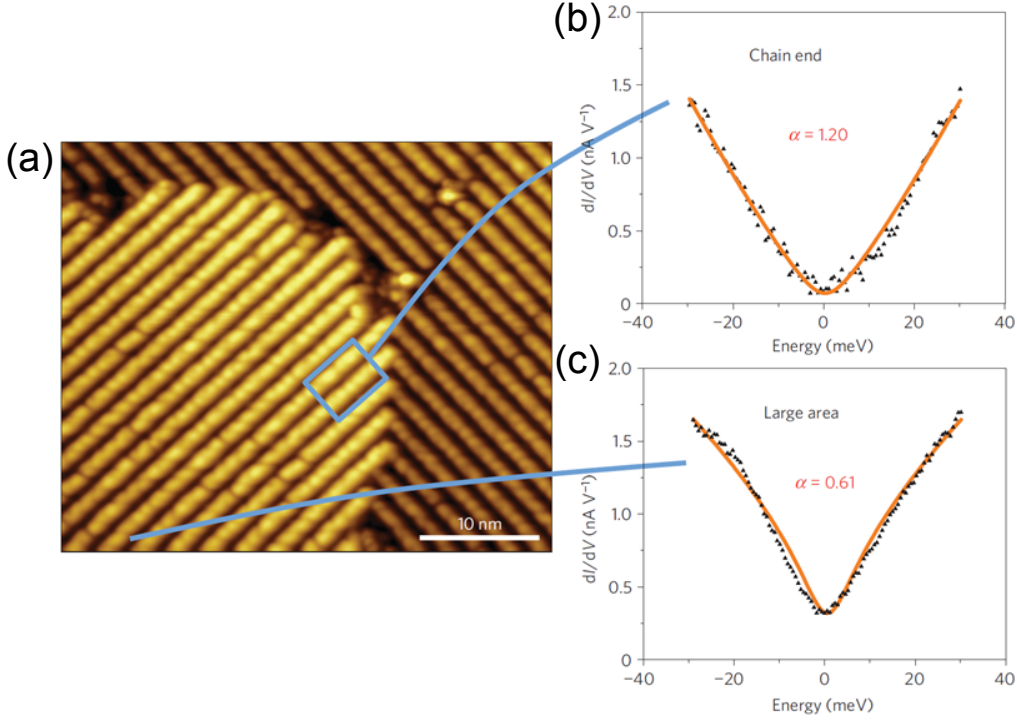 (a)
10 nm
(b)
2.0
1.5
1.0
0.5
0
dI/dV (nA V⁻¹)
Chain end
α = 1.20
−40 −20 0 20 40
Energy (meV)
(c)
2.0
1.5
1.0
0.5
0
dI/dV (nA V⁻¹)
Large area
α = 0.61
−40 −20 0 20 40
Energy (meV)